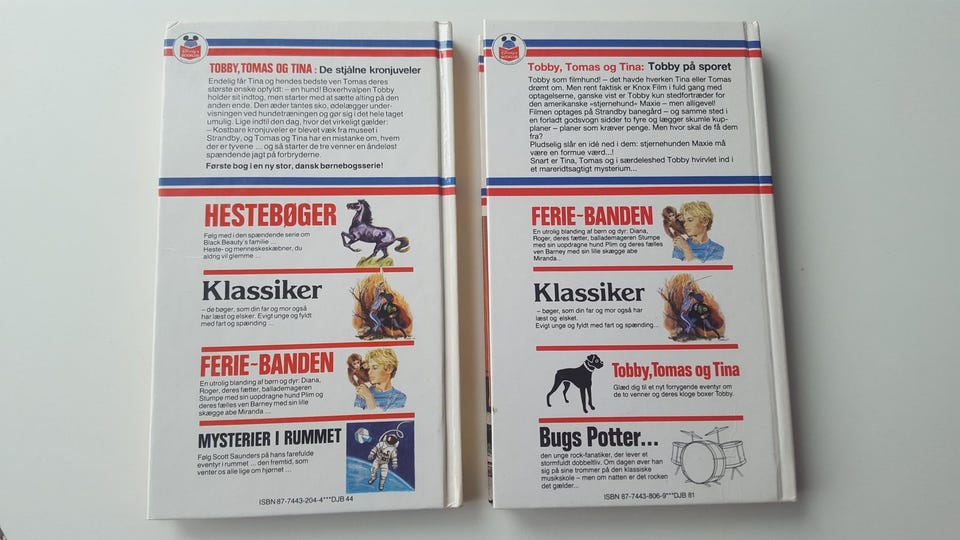 TOBBY, TOMAS OG TINA: De stjålne kronjuveler
Endelig får Tina og hendes bedste ven Tomas deres
største ønske opfyldt: – en hund! Boxerhvalpen Tobby
holder sit indtog, men starter med at sætte alting på den
anden ende. Den æder tantes sko, ødelægger under-
visningen ved hundetræningen og gør sig i det hele taget
umulig. Lige indtil den dag, hvor det virkelig gælder:
– Kostbare kronjuveler er blevet væk fra museet i
Strandby, og Tomas og Tina har en mistanke om, hvem
der er tyvene ... og så starter de tre venner en åndeløst
spændende jagt på forbryderne.
Første bog i en ny stor, dansk børnebogsserie!
HESTEBØGER
Følg med i den spændende serie om
Black Beauty's familie ...
Heste- og menneskeskæbner, du
aldrig vil glemme ...
Klassiker
– de bøger, som din far og mor også
har læst og elsker. Evigt unge og fyldt
med fart og spænding ...
FERIE-BANDEN
En utrolig blanding af børn og dyr: Diana,
Roger, deres fætter, ballademageren
Stumpe med sin uopdragne hund Plim og
deres fælles ven Barney med sin lille
skægge abe Miranda ...
MYSTERIER I RUMMET
Følg Scott Saunders på hans farefulde
eventyr i rummet ... den fremtid, som
venter os alle lige om hjørnet ...
ISBN 87-7443-204-4***DJB 44
Tobby, Tomas og Tina: Tobby på sporet
Tobby som filmhund! – det havde hverken Tina eller Tomas
drømt om. Men rent faktisk er Knox Film i fuld gang med
optagelserne, ganske vist er Tobby kun stedfortræder for
den amerikanske »stjernehund« Maxie – men alligevel!
Filmen optages på Strandby banegård – og samme sted i
en forladt godsvogn sidder to fyre og lægger skumle kup-
planer – planer som kræver penge. Men hvor skal de få dem
fra?
Pludselig slår en idé ned i dem: stjernehunden Maxie må
være en formue værd...!
Snart er Tina, Tomas og i særdeleshed Tobby hvirvlet ind i
et mareridtsagtigt mysterium...
FERIE-BANDEN
En utrolig blanding af børn og dyr: Diana,
Roger, deres fætter, ballademageren Stumpe
med sin uopdragne hund Plim og deres fælles
ven Barney med sin lille skægge abe
Miranda...
Klassiker
– bøger, som din far og mor også har
læst og elsket.
Evigt unge og fyldt med fart og spænding...
Tobby, Tomas og Tina
Glæd dig til et nyt forrygende eventyr om
de to venner og deres kloge boxer Tobby.
Bugs Potter...
den unge rock-fanatiker, der lever et
stormfuldt dobbeltliv. Om dagen øver han
sig på sine trommer på den klassiske
musikskole – men om natten er det rocken
det gælder...
ISBN 87-7443-806-9***DJB 81